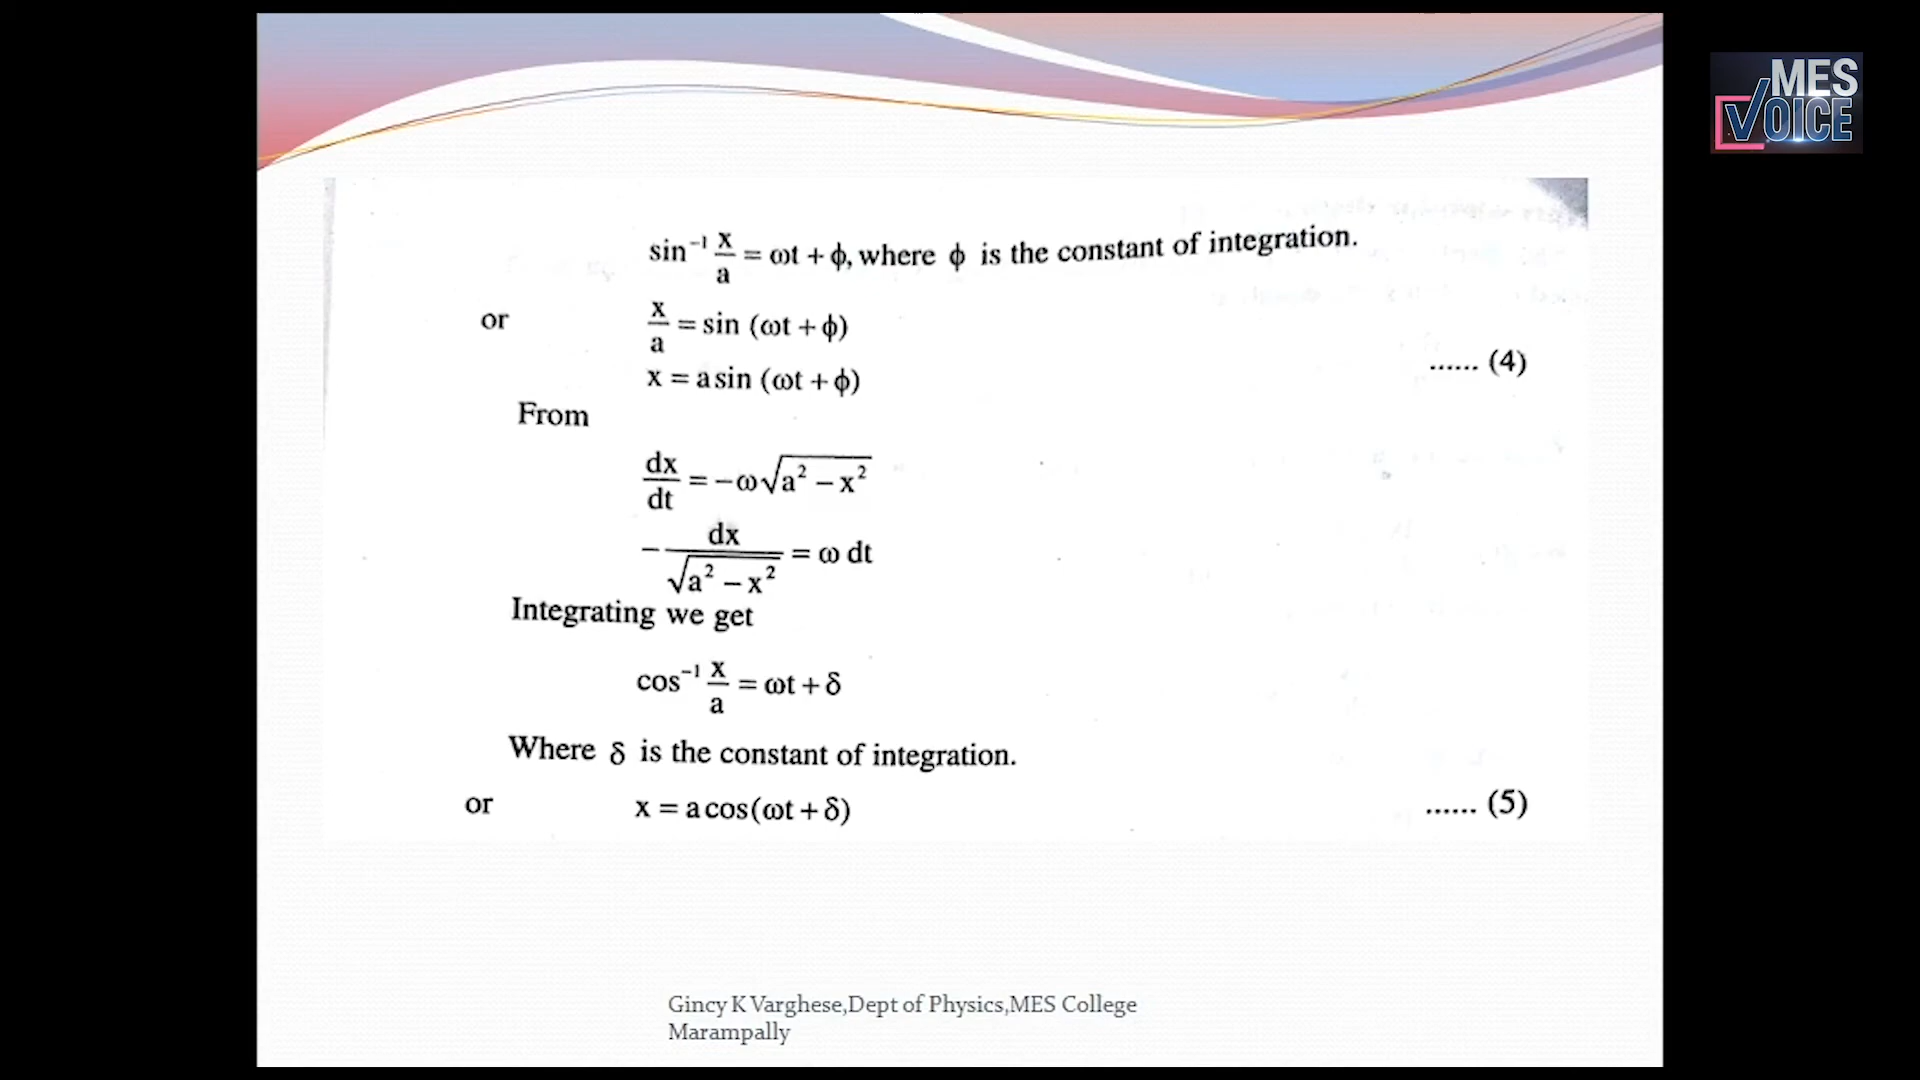 MES
VOICE
sin⁻¹ x/a = ωt + ϕ, where ϕ is the constant of integration.
or x/a = sin (ωt + ϕ)
x = a sin (ωt + ϕ) ...... (4)
From
dx/dt = −ω√(a² − x²)
− dx/√(a² − x²) = ω dt
Integrating we get
cos⁻¹ x/a = ωt + δ
Where δ is the constant of integration.
or x = a cos(ωt + δ) ...... (5)
Gincy K Varghese,Dept of Physics,MES College
Marampally